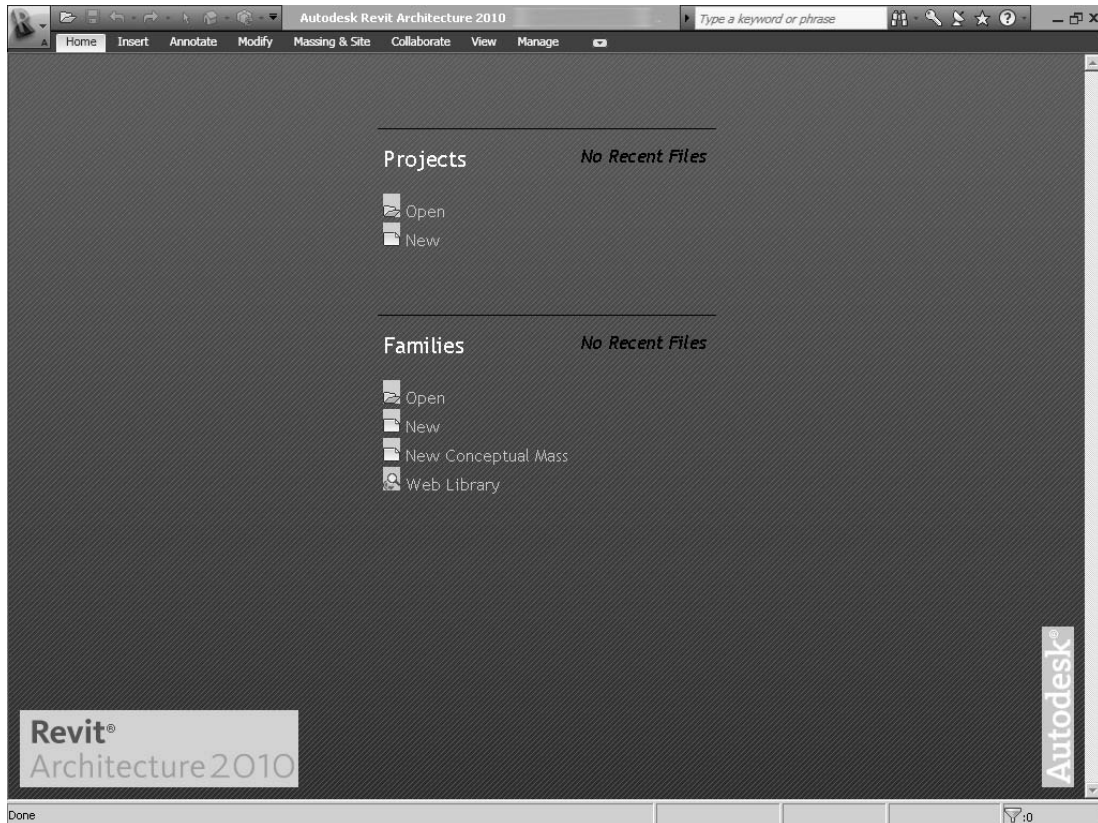 Autodesk Revit Architecture 2010
Type a keyword or phrase
Home Insert Annotate Modify Massing & Site Collaborate View Manage
Projects No Recent Files
Open
New
Families No Recent Files
Open
New
New Conceptual Mass
Web Library
Autodesk®
Revit®
Architecture 2010
Done :0